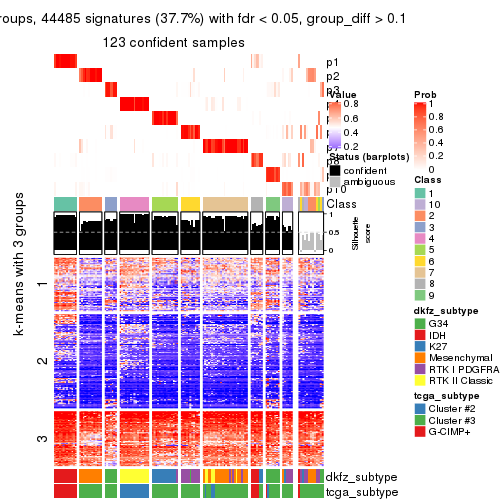 roups, 44485 signatures (37.7%) with fdr < 0.05, group_diff > 0.1
123 confident samples
p1
p2
p3
Value
0.8
0.6
0.4
0.2
Status (barplots)
confident
ambiguous
Class
1
0.5
0
Silhouette
score
k-means with 3 groups
1
2
3
dkfz_subtype
tcga_subtype
Prob
1
0.8
0.6
0.4
0.2
0
Class
1
10
2
3
4
5
6
7
8
9
dkfz_subtype
G34
IDH
K27
Mesenchymal
RTK I PDGFRA
RTK II Classic
tcga_subtype
Cluster #2
Cluster #3
G-CIMP+